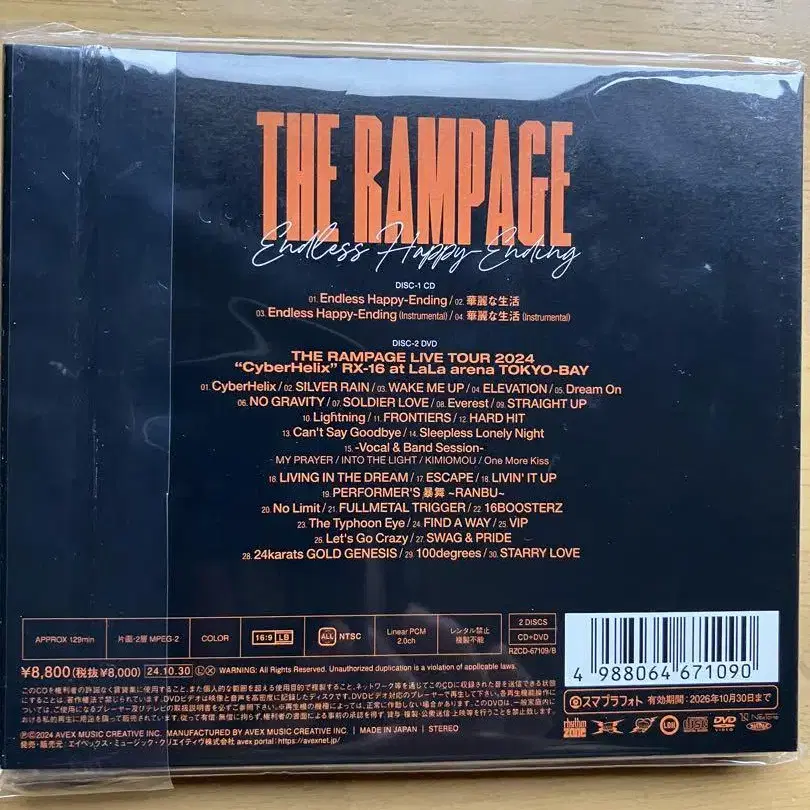 THE RAMPAGE
Endless Happy-Ending
DISC-1 CD
01. Endless Happy-Ending / 02. 華麗な生活
03. Endless Happy-Ending (Instrumental) / 04. 華麗な生活 (Instrumental)
DISC-2 DVD
THE RAMPAGE LIVE TOUR 2024
“CyberHelix” RX-16 at LaLa arena TOKYO-BAY
01. CyberHelix / 02. SILVER RAIN / 03. WAKE ME UP / 04. ELEVATION / 05. Dream On
06. NO GRAVITY / 07. SOLDIER LOVE / 08. Everest / 09. STRAIGHT UP
10. Lightning / 11. FRONTIERS / 12. HARD HIT
13. Can't Say Goodbye / 14. Sleepless Lonely Night
15. -Vocal & Band Session-
- MY PRAYER / INTO THE LIGHT / KIMIOMOU / One More Kiss
16. LIVING IN THE DREAM / 17. ESCAPE / 18. LIVIN' IT UP
19. PERFORMER'S 暴舞 ~RANBU~
20. No Limit / 21. FULLMETAL TRIGGER / 22. 16BOOSTERZ
23. The Typhoon Eye / 24. FIND A WAY / 25. VIP
26. Let's Go Crazy / 27. SWAG & PRIDE
28. 24karats GOLD GENESIS / 29. 100degrees / 30. STARRY LOVE
APPROX 129min
片面・2層 MPEG-2
COLOR
16:9 LB
ALL NTSC
Linear PCM
2.0ch
レンタル禁止
複製不能
2 DISCS
CD+DVD
RZCD-67109/B
4 988064 671090
¥8,800(税抜¥8,000) 24.10.30 WARNING: All Rights Reserved. Unauthorized duplication is a violation of applicable laws.
スマプラフォト 有効期間:2026年10月30日まで
Ⓟ©2024 AVEX MUSIC CREATIVE INC. | MADE IN JAPAN | STEREO
発売・販売元:エイベックス・ミュージック・クリエイティヴ株式会社 avex portal:https://avexnet.jp/
rhythm zone
LDH
DVD VIDEO